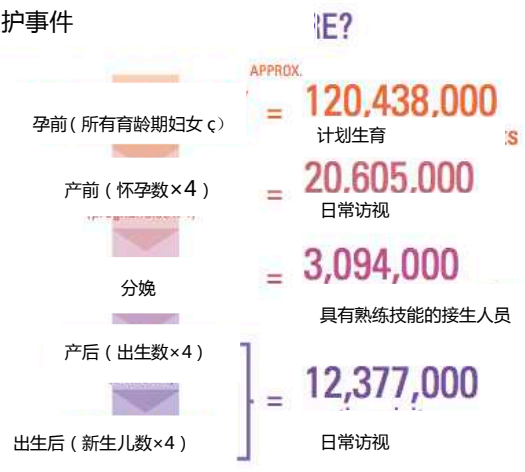 护事件
RE?
APPROX.
孕前(所有育龄期妇女 ç)
= 120,438,000
计划生育
产前(怀孕数×4)
= 20,605,000
日常访视
分娩
= 3,094,000
具有熟练技能的接生人员
产后(出生数×4)
= 12,377,000
出生后(新生儿数×4)
日常访视